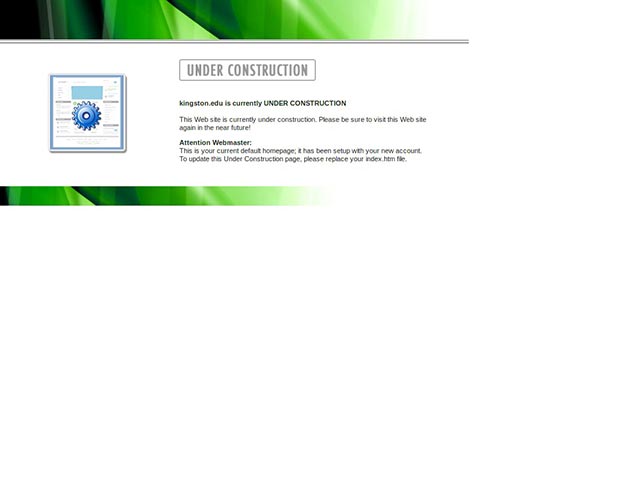 UNDER CONSTRUCTION
kingston.edu is currently UNDER CONSTRUCTION
This Web site is currently under construction. Please be sure to visit this Web site
again in the near future!
Attention Webmaster:
This is your current default homepage; it has been setup with your new account.
To update this Under Construction page, please replace your index.htm file.